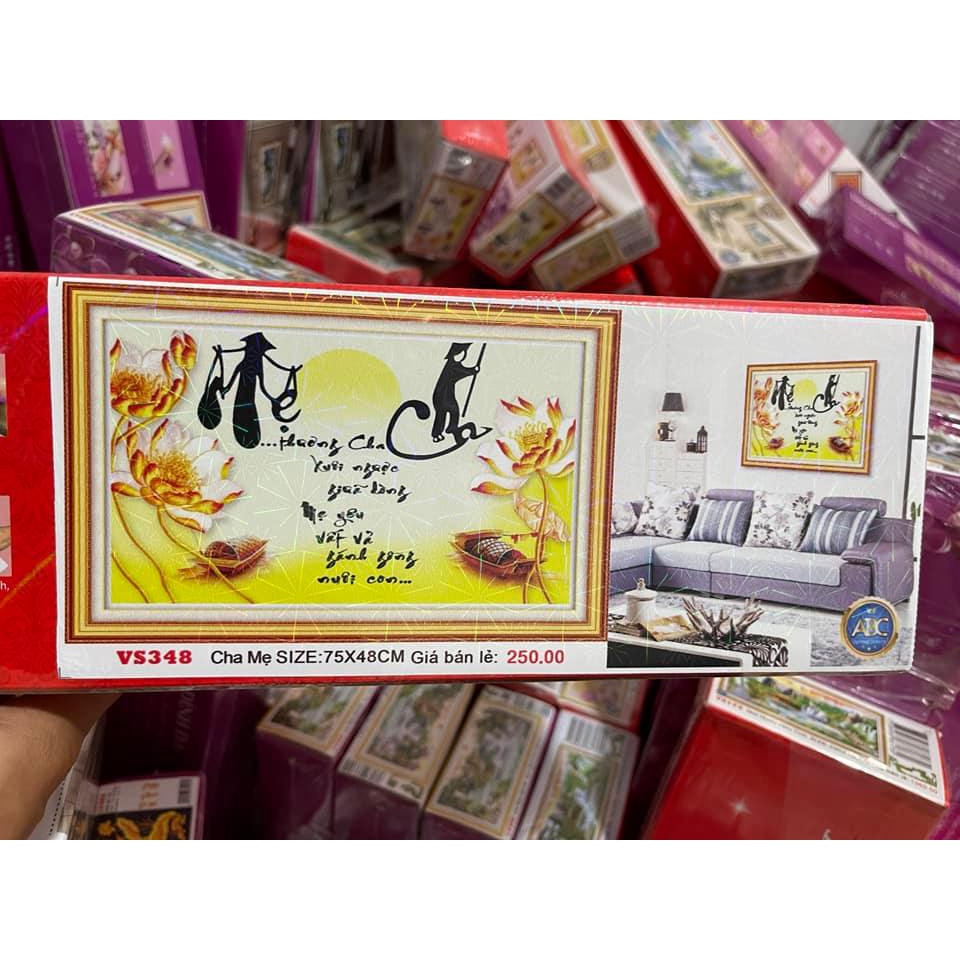 Mẹ Cha
...thương Cha
xuôi ngược
giữa dòng
Mẹ yêu
vất vả
gánh gồng
nuôi con...
VS348 Cha Mẹ SIZE:75X48CM Giá bán lẻ: 250.00
ABC